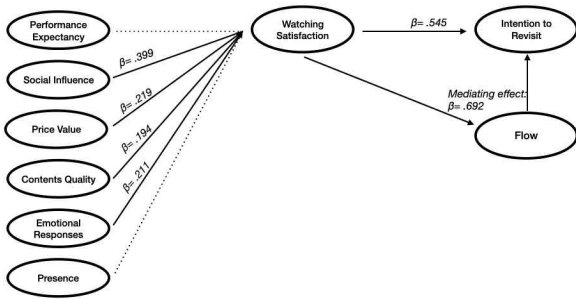 Performance
Expectancy
Social Influence
Price Value
Contents Quality
Emotional
Responses
Presence
β= .399
β= .219
β= .194
β= .211
Watching
Satisfaction
β= .545
Intention to
Revisit
Mediating effect:
β= .692
Flow